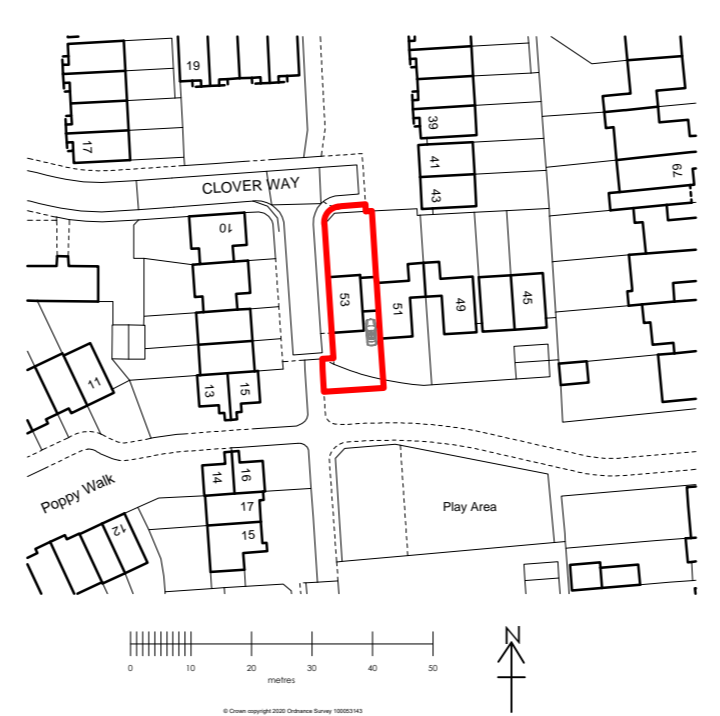 19
17
39
41
43
67
CLOVER WAY
10
53
51
49
45
11
13
15
14
16
17
15
Poppy Walk
12
Play Area
N
0 10 20 30 40 50
metres
© Crown copyright 2020 Ordnance Survey 100053143